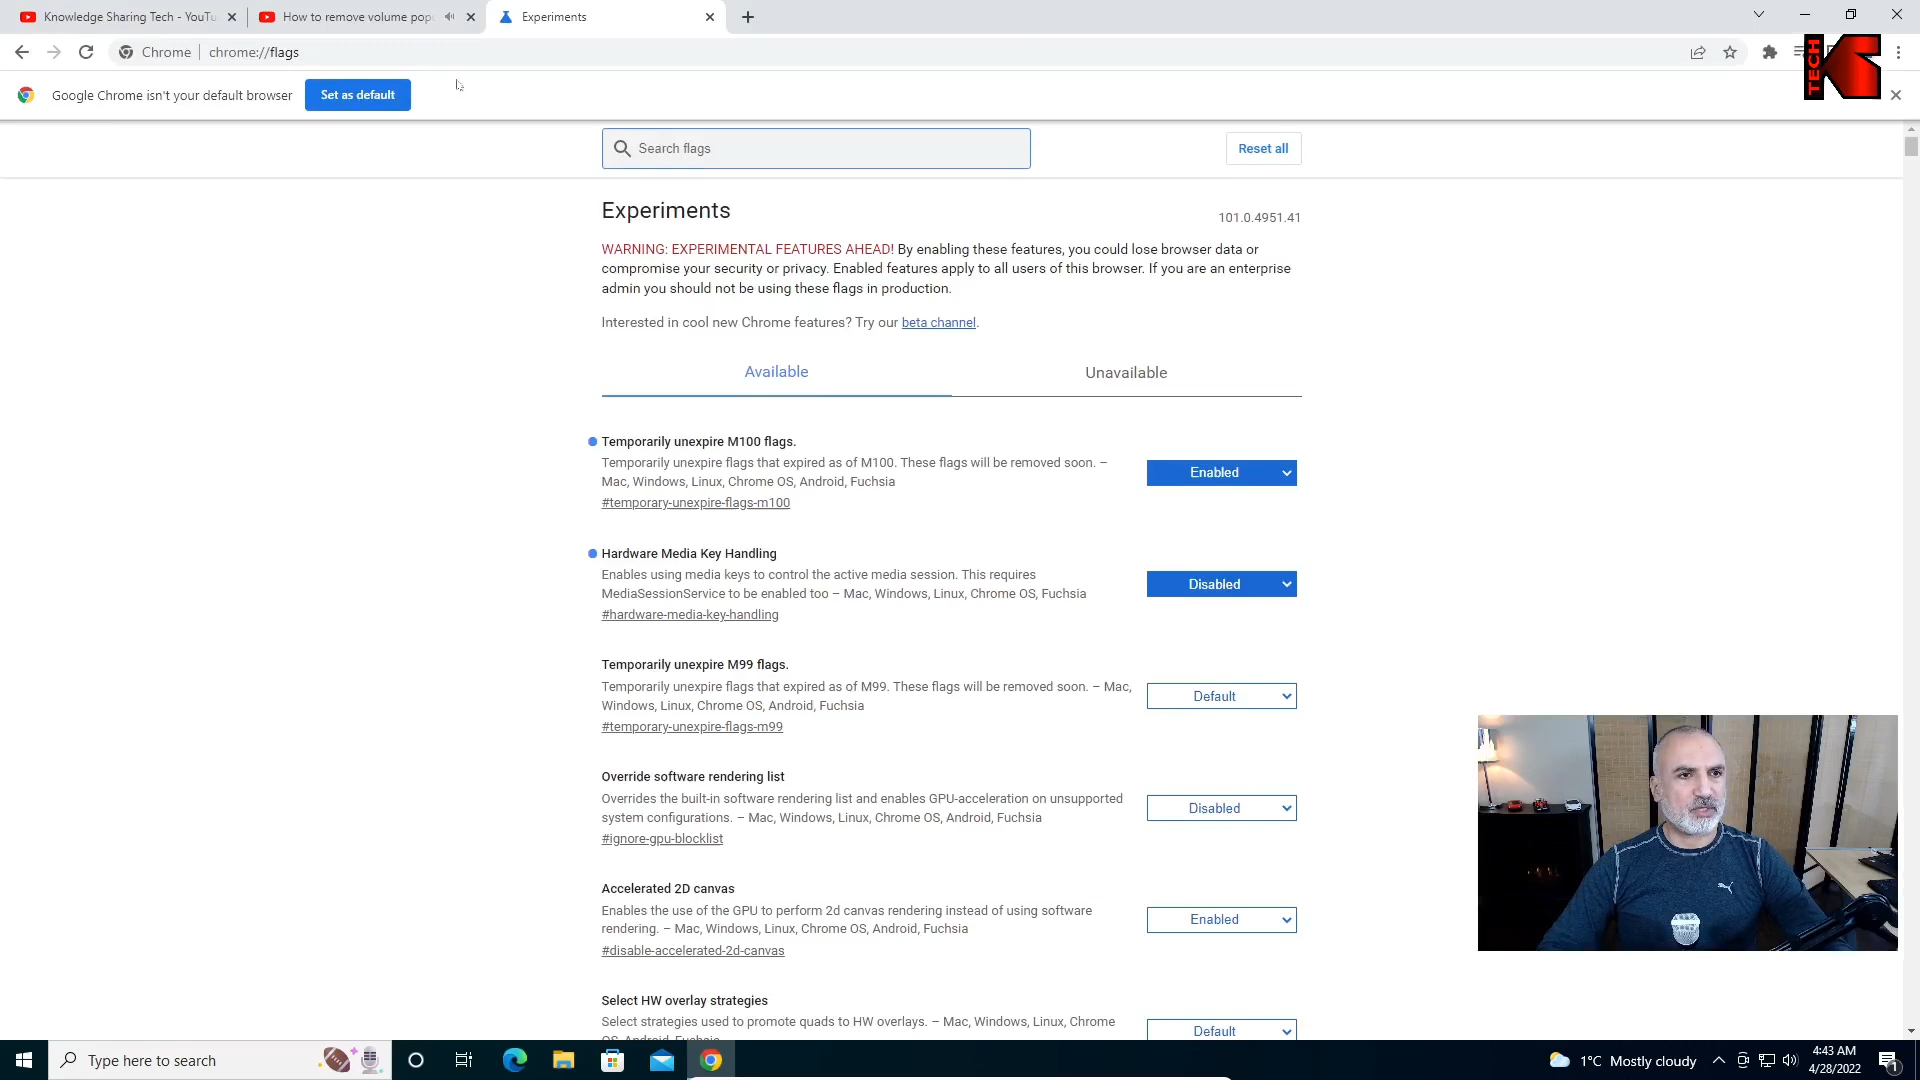 Knowledge Sharing Tech - YouTu
How to remove volume pop
Experiments
Chrome
chrome://flags
TECH
Google Chrome isn't your default browser
Set as default
Search flags
Reset all
Experiments
101.0.4951.41
WARNING: EXPERIMENTAL FEATURES AHEAD! By enabling these features, you could lose browser data or
compromise your security or privacy. Enabled features apply to all users of this browser. If you are an enterprise
admin you should not be using these flags in production.
Interested in cool new Chrome features? Try our beta channel.
Available
Unavailable
Temporarily unexpire M100 flags.
Temporarily unexpire flags that expired as of M100. These flags will be removed soon. –
Mac, Windows, Linux, Chrome OS, Android, Fuchsia
#temporary-unexpire-flags-m100
Enabled
Hardware Media Key Handling
Enables using media keys to control the active media session. This requires
MediaSessionService to be enabled too – Mac, Windows, Linux, Chrome OS, Fuchsia
#hardware-media-key-handling
Disabled
Temporarily unexpire M99 flags.
Temporarily unexpire flags that expired as of M99. These flags will be removed soon. – Mac,
Windows, Linux, Chrome OS, Android, Fuchsia
#temporary-unexpire-flags-m99
Default
Override software rendering list
Overrides the built-in software rendering list and enables GPU-acceleration on unsupported
system configurations. – Mac, Windows, Linux, Chrome OS, Android, Fuchsia
#ignore-gpu-blocklist
Disabled
Accelerated 2D canvas
Enables the use of the GPU to perform 2d canvas rendering instead of using software
rendering. – Mac, Windows, Linux, Chrome OS, Android, Fuchsia
#disable-accelerated-2d-canvas
Enabled
Select HW overlay strategies
Select strategies used to promote quads to HW overlays. – Mac, Windows, Linux, Chrome
OS, Android, Fuchsia
Default
Type here to search
1°C Mostly cloudy
4:43 AM
4/28/2022
1